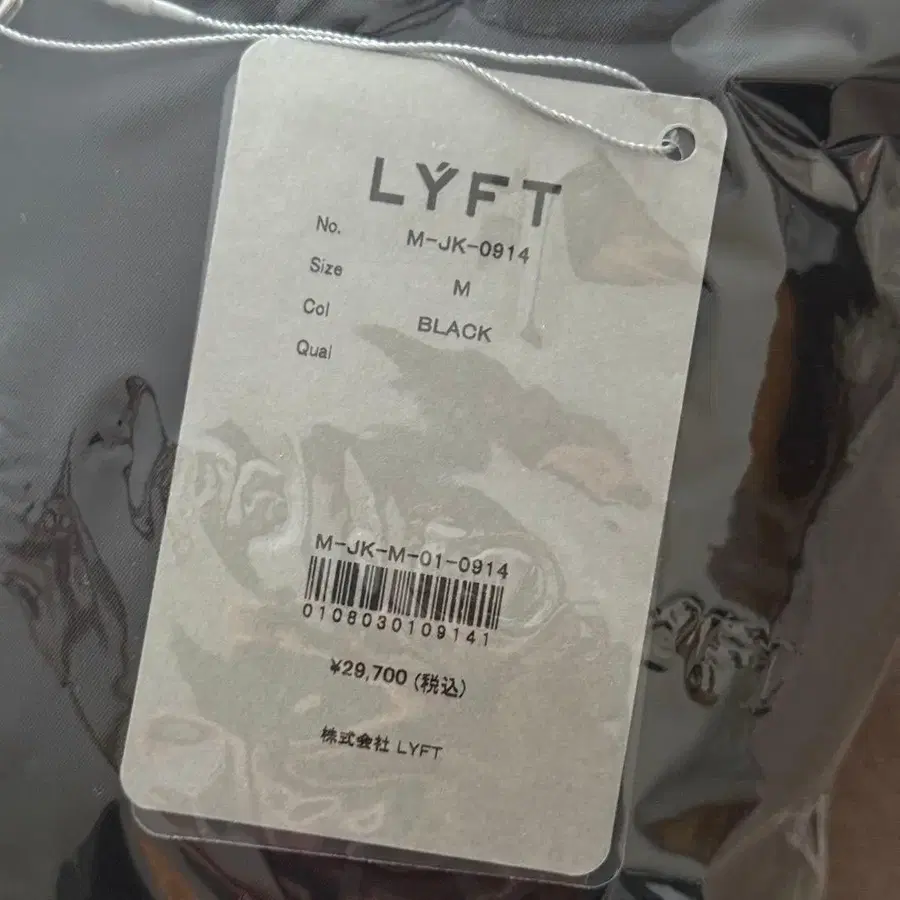 LÝFT
No. M-JK-0914
Size M
Col BLACK
Qual
M-JK-M-01-0914
0108030109141
¥29,700 (税込)
株式会社 LYFT